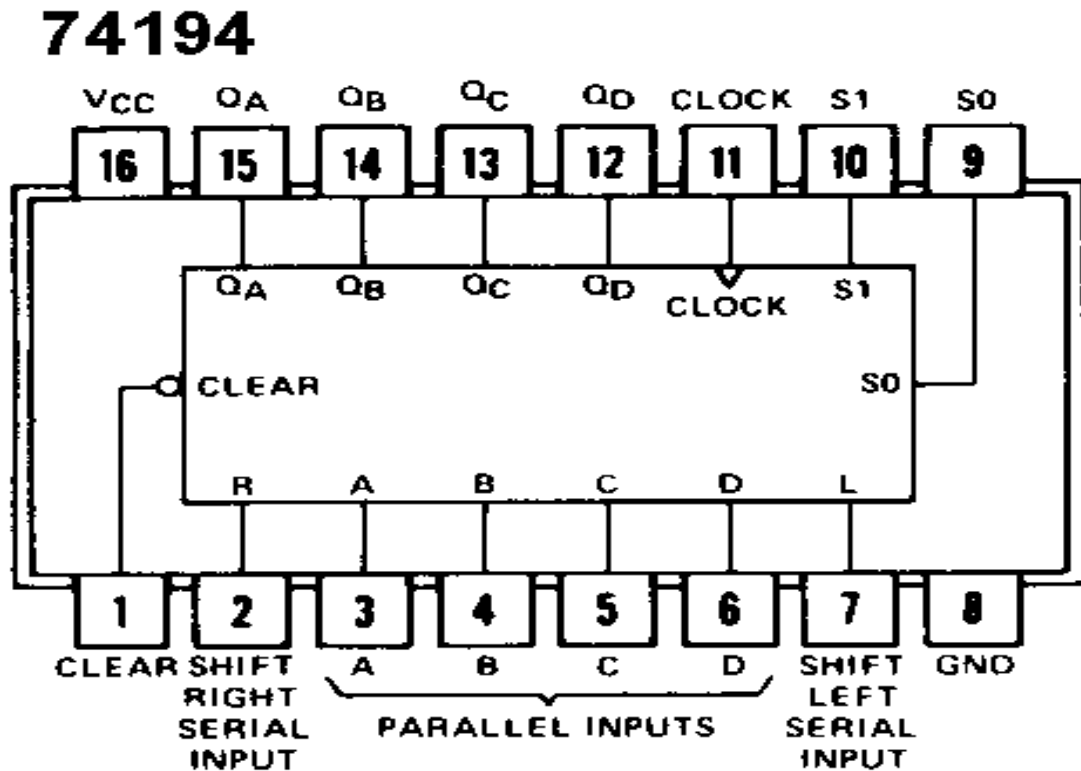 74194
VCC QA QB QC QD CLOCK S1 S0
16 15 14 13 12 11 10 9
QA QB QC QD CLOCK S1
CLEAR S0
R A B C D L
1 2 3 4 5 6 7 8
CLEAR SHIFT RIGHT SERIAL INPUT A B C D SHIFT LEFT SERIAL INPUT GND
PARALLEL INPUTS